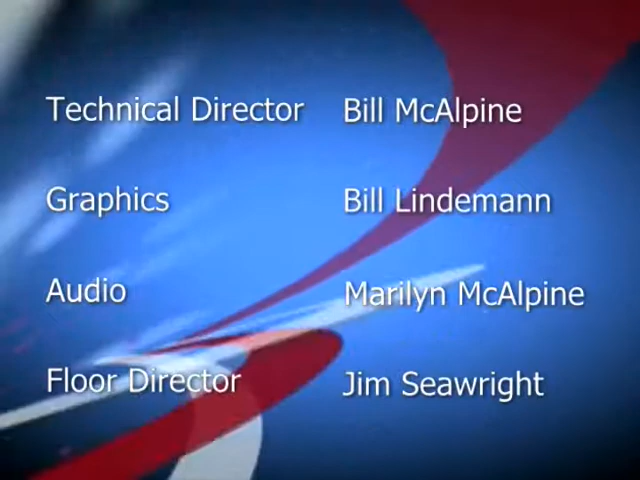 Technical Director Bill McAlpine
Graphics Bill Lindemann
Audio Marilyn McAlpine
Floor Director Jim Seawright